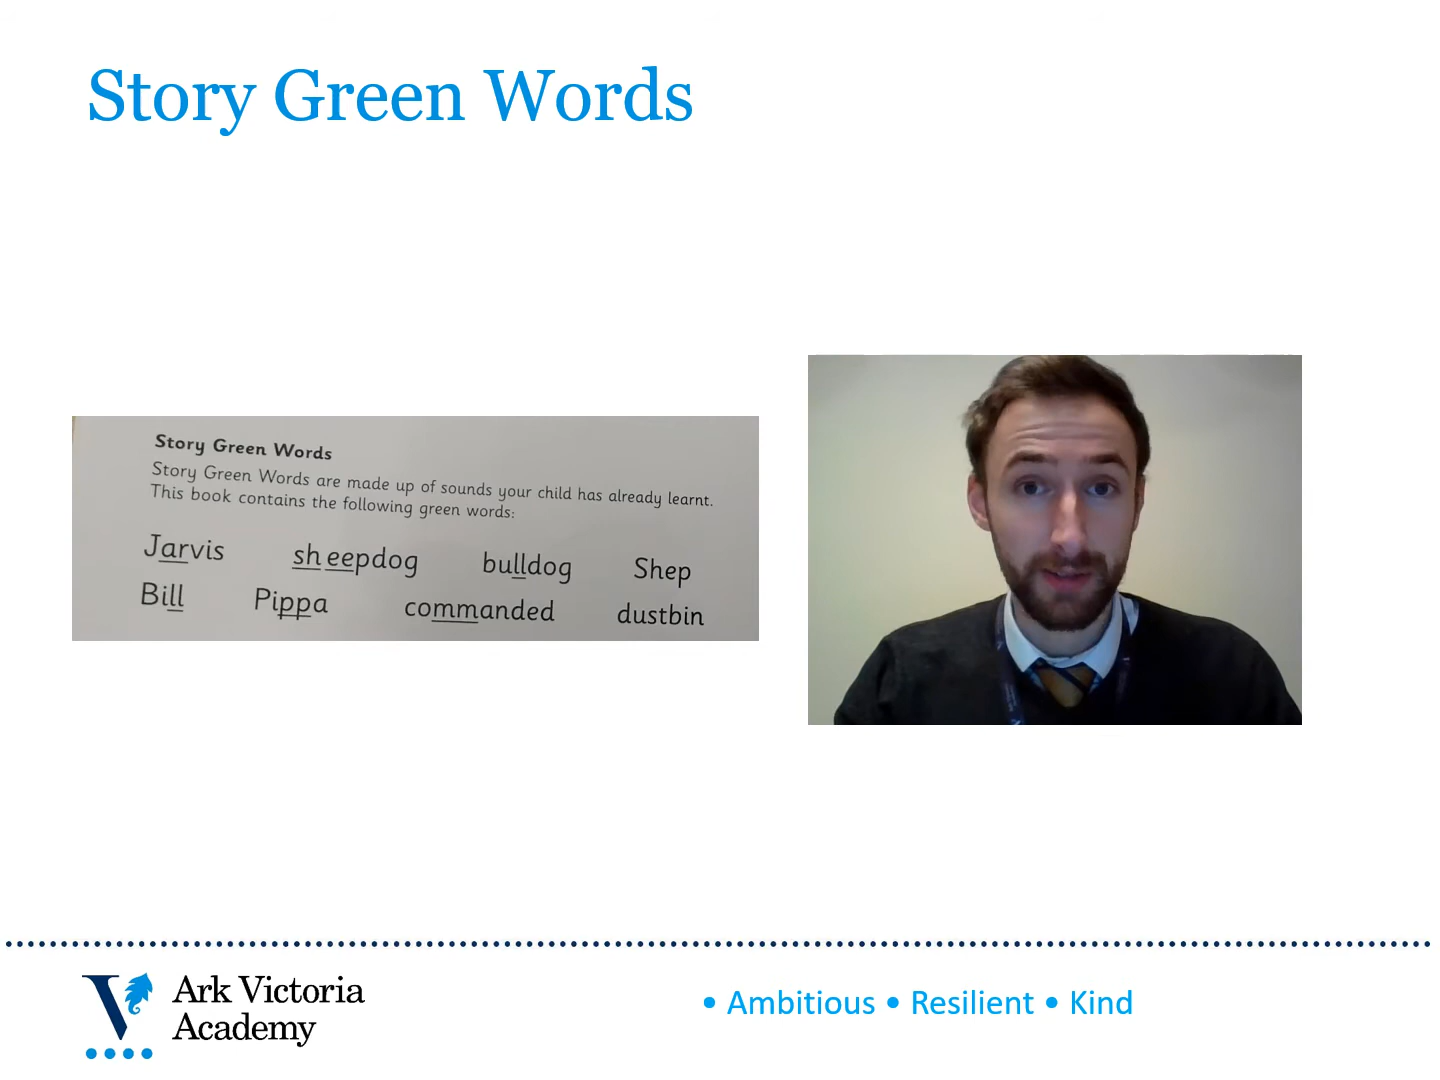 Story Green Words
Story Green Words
Story Green Words are made up of sounds your child has already learnt.
This book contains the following green words:
Jarvis sheepdog bulldog Shep
Bill Pippa commanded dustbin
Ark Victoria
Academy
• Ambitious • Resilient • Kind